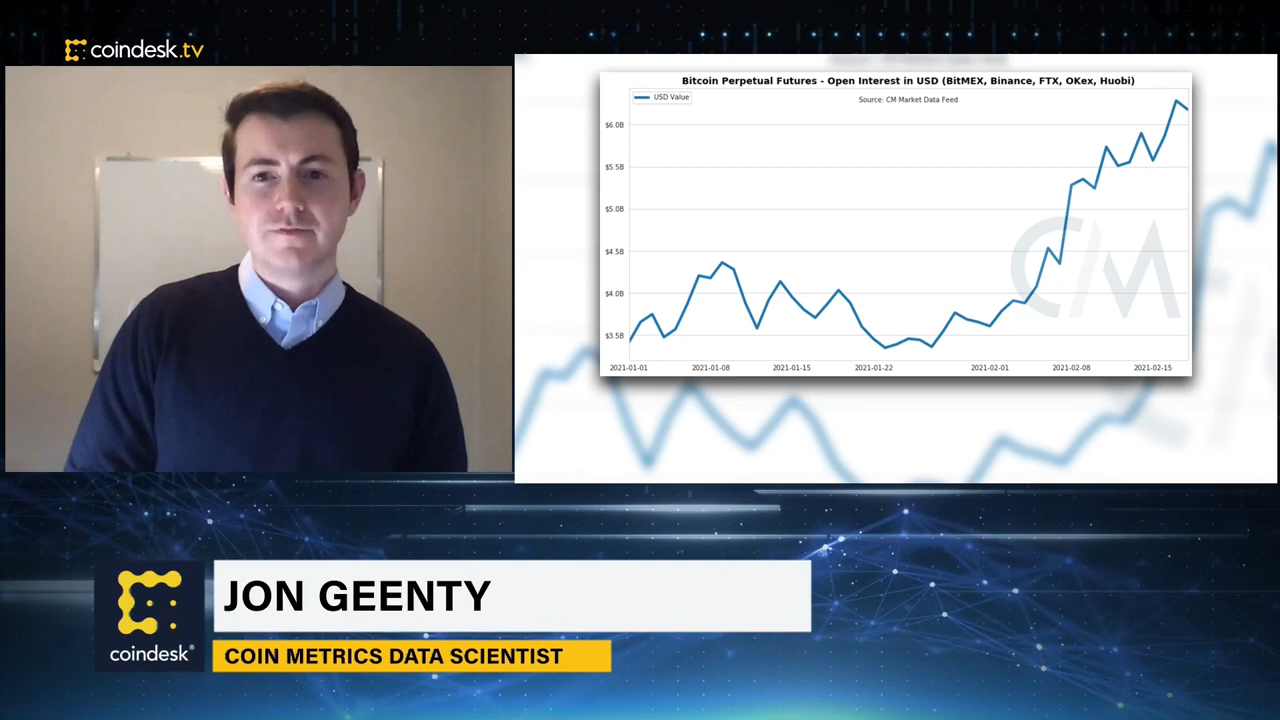 coindesk.tv
Bitcoin Perpetual Futures - Open Interest in USD (BitMEX, Binance, FTX, OKex, Huobi)
USD Value
Source: CM Market Data Feed
$6.0B
$5.5B
$5.0B
$4.5B
$4.0B
$3.5B
CM
2021-01-01 2021-01-08 2021-01-15 2021-01-22 2021-02-01 2021-02-08 2021-02-15
JON GEENTY
coindesk®
COIN METRICS DATA SCIENTIST